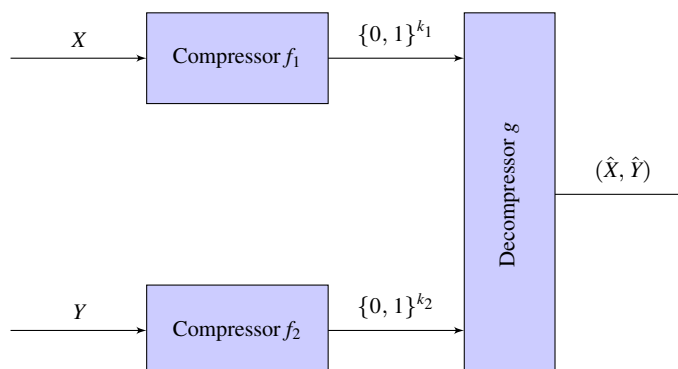 X
Compressor f₁
{0, 1}^{k₁}
Decompressor g
(X̂, Ŷ)
Y
Compressor f₂
{0, 1}^{k₂}